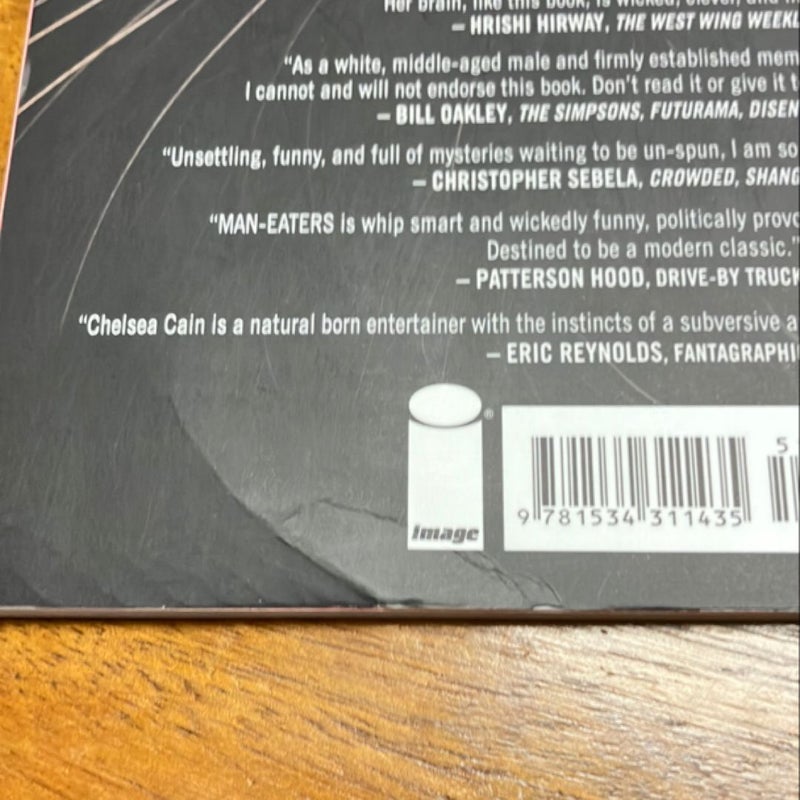 Her brain, like this book, is wicked, clever, and
— HRISHI HIRWAY, THE WEST WING WEEKL
“As a white, middle-aged male and firmly established mem
I cannot and will not endorse this book. Don’t read it or give it t
— BILL OAKLEY, THE SIMPSONS, FUTURAMA, DISEN
“Unsettling, funny, and full of mysteries waiting to be un-spun, I am so
— CHRISTOPHER SEBELA, CROWDED, SHANG
“MAN-EATERS is whip smart and wickedly funny, politically provo
Destined to be a modern classic.”
— PATTERSON HOOD, DRIVE-BY TRUCK
“Chelsea Cain is a natural born entertainer with the instincts of a subversive a
— ERIC REYNOLDS, FANTAGRAPHI
®
image
5
9 781534 311435